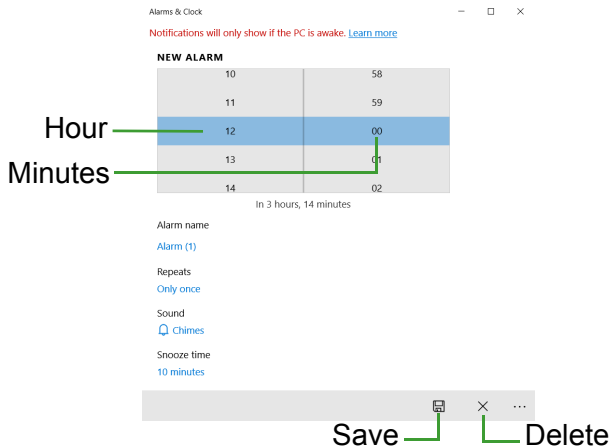 Alarms & Clock
Notifications will only show if the PC is awake. Learn more
NEW ALARM
10 58
11 59
Hour 12 00
Minutes 13 01
14 02
In 3 hours, 14 minutes
Alarm name
Alarm (1)
Repeats
Only once
Sound
Chimes
Snooze time
10 minutes
Save Delete